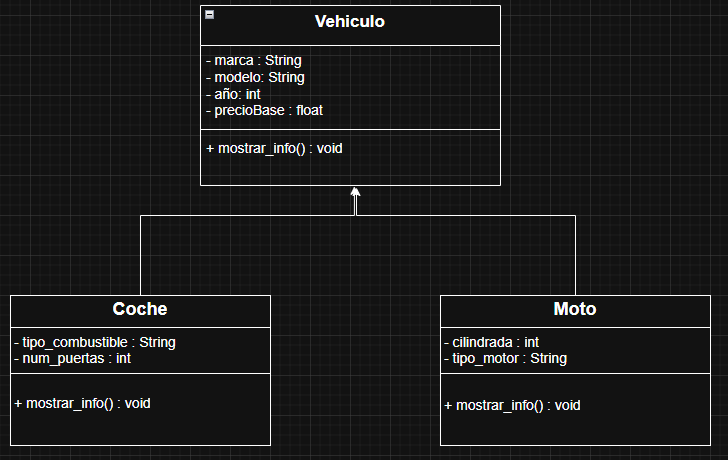 Vehiculo
- marca : String
- modelo: String
- año: int
- precioBase : float
+ mostrar_info() : void
Coche
- tipo_combustible : String
- num_puertas : int
+ mostrar_info() : void
Moto
- cilindrada : int
- tipo_motor : String
+ mostrar_info() : void